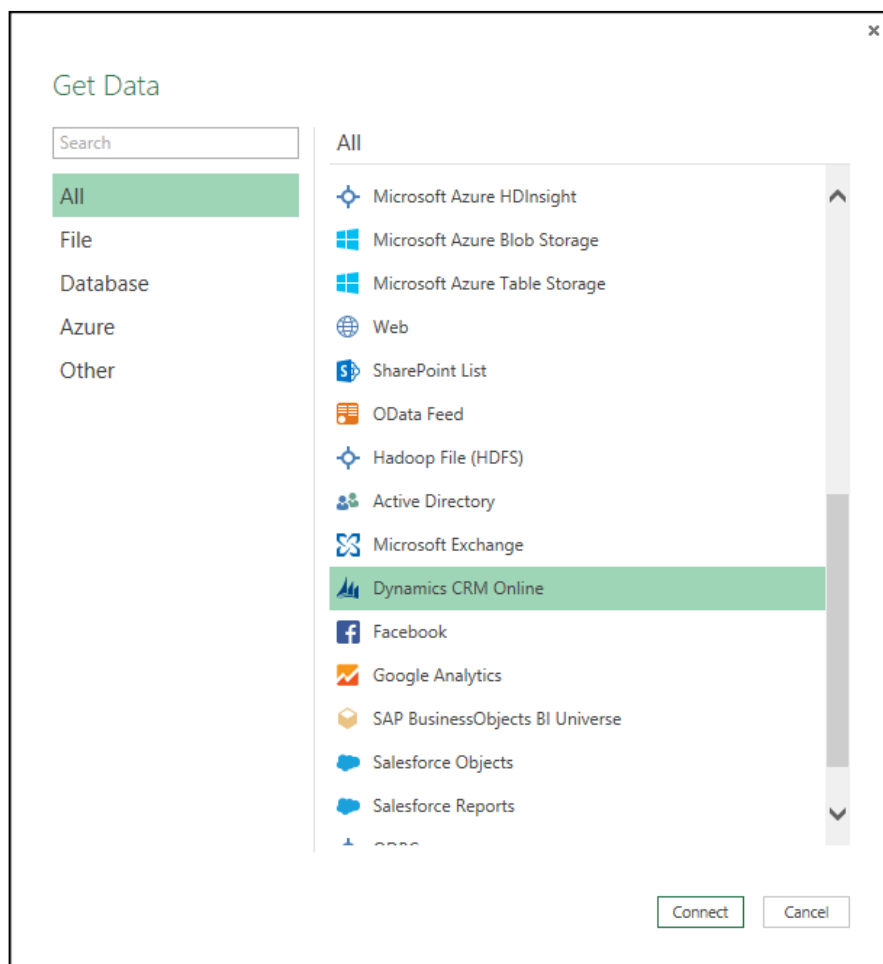 Get Data
Search
All
File
Database
Azure
Other
All
Microsoft Azure HDInsight
Microsoft Azure Blob Storage
Microsoft Azure Table Storage
Web
SharePoint List
OData Feed
Hadoop File (HDFS)
Active Directory
Microsoft Exchange
Dynamics CRM Online
Facebook
Google Analytics
SAP BusinessObjects BI Universe
Salesforce Objects
Salesforce Reports
Connect
Cancel